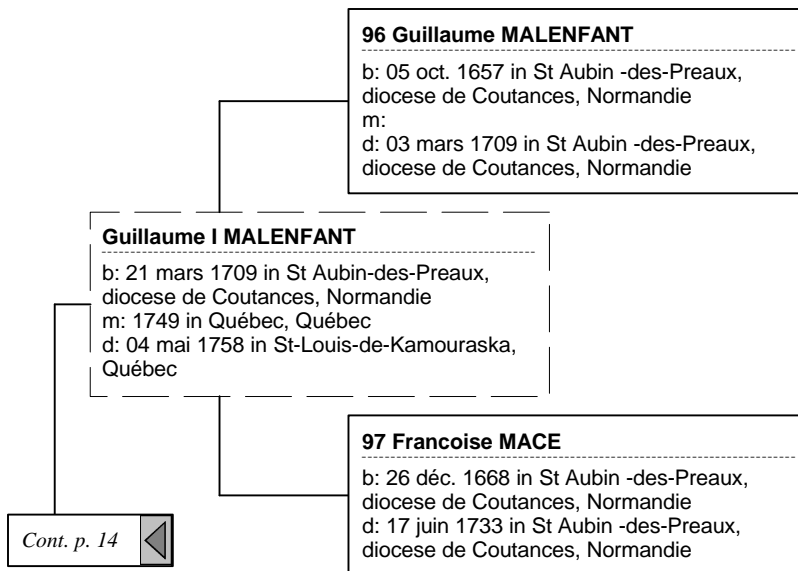 96 Guillaume MALENFANT
b: 05 oct. 1657 in St Aubin -des-Preaux,
diocese de Coutances, Normandie
m:
d: 03 mars 1709 in St Aubin -des-Preaux,
diocese de Coutances, Normandie
Guillaume I MALENFANT
b: 21 mars 1709 in St Aubin-des-Preaux,
diocese de Coutances, Normandie
m: 1749 in Québec, Québec
d: 04 mai 1758 in St-Louis-de-Kamouraska,
Québec
97 Francoise MACE
b: 26 déc. 1668 in St Aubin -des-Preaux,
diocese de Coutances, Normandie
d: 17 juin 1733 in St Aubin -des-Preaux,
diocese de Coutances, Normandie
Cont. p. 14